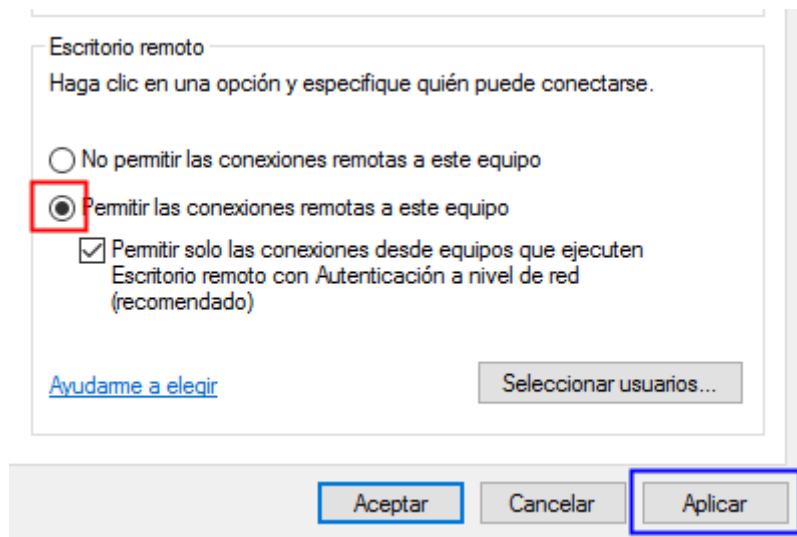 Escritorio remoto
Haga clic en una opción y especifique quién puede conectarse.
No permitir las conexiones remotas a este equipo
Permitir las conexiones remotas a este equipo
Permitir solo las conexiones desde equipos que ejecuten
Escritorio remoto con Autenticación a nivel de red
(recomendado)
Ayudarme a elegir
Seleccionar usuarios...
Aceptar
Cancelar
Aplicar